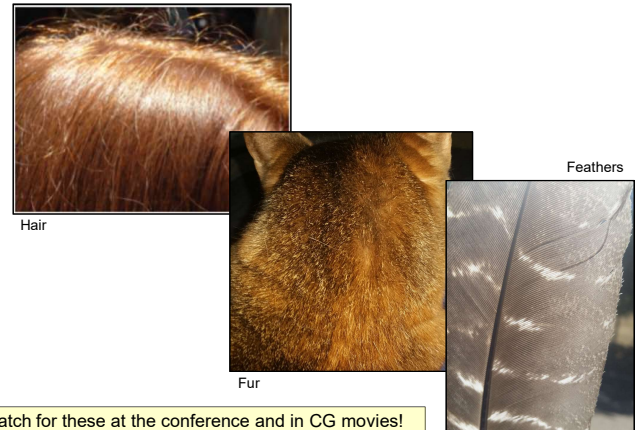 Hair
Feathers
Fur
atch for these at the conference and in CG movies!